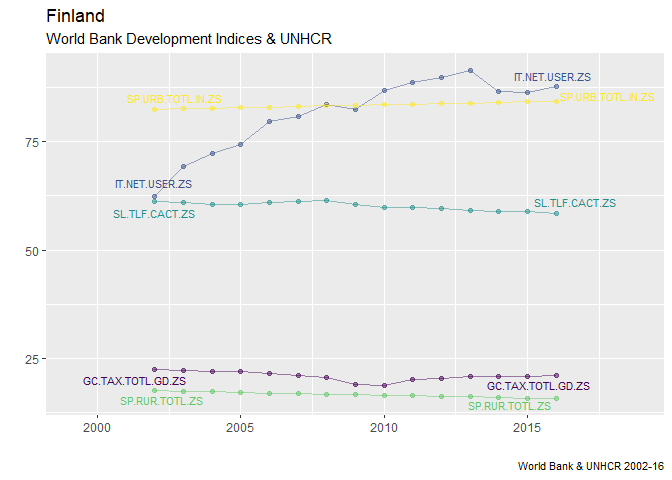 Finland
World Bank Development Indices & UNHCR
IT.NET.USER.ZS
SP.URB.TOTL.IN.ZS
SP.URB.TOTL.IN.ZS
75
IT.NET.USER.ZS
SL.TLF.CACT.ZS
SL.TLF.CACT.ZS
50
25
GC.TAX.TOTL.GD.ZS
GC.TAX.TOTL.GD.ZS
SP.RUR.TOTL.ZS
SP.RUR.TOTL.ZS
2000
2005
2010
2015
World Bank & UNHCR 2002-16